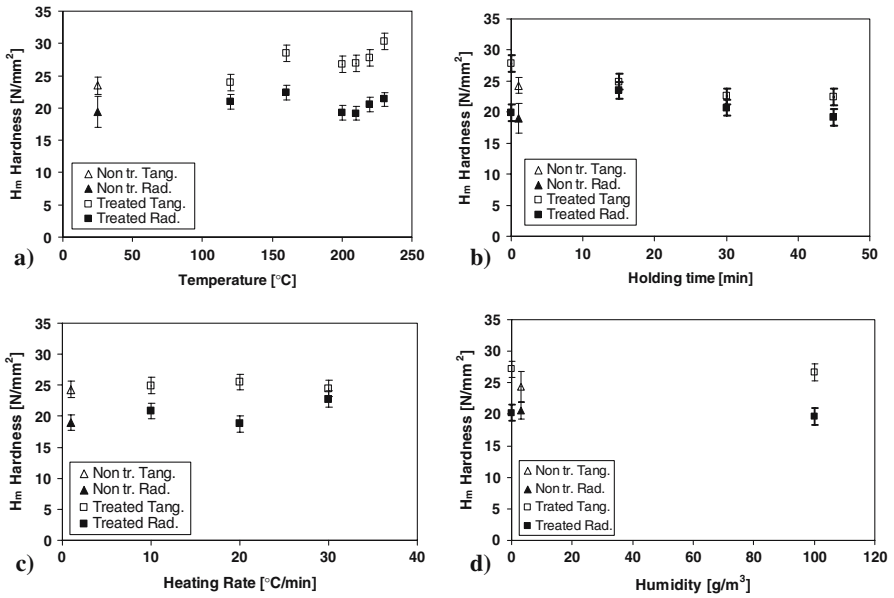 35
30
25
20
15
10
5
0
H_m Hardness [N/mm²]
Non tr. Tang.
Non tr. Rad.
Treated Tang.
Treated Rad.
0 50 100 150 200 250
a)
Temperature [°C]
35
30
25
20
15
10
5
0
H_m Hardness [N/mm²]
Non tr. Tang.
Non tr. Rad.
Treated Tang
Treated Rad.
0 10 20 30 40 50
b)
Holding time [min]
35
30
25
20
15
10
5
0
H_m Hardness [N/mm²]
Non tr. Tang.
Non tr. Rad.
Treated Tang.
Treated Rad.
0 10 20 30 40
c)
Heating Rate [°C/min]
35
30
25
20
15
10
5
0
H_m Hardness [N/mm²]
Non tr. Tang.
Non tr. Rad.
Trated Tang.
Treated Rad.
0 20 40 60 80 100 120
d)
Humidity [g/m³]